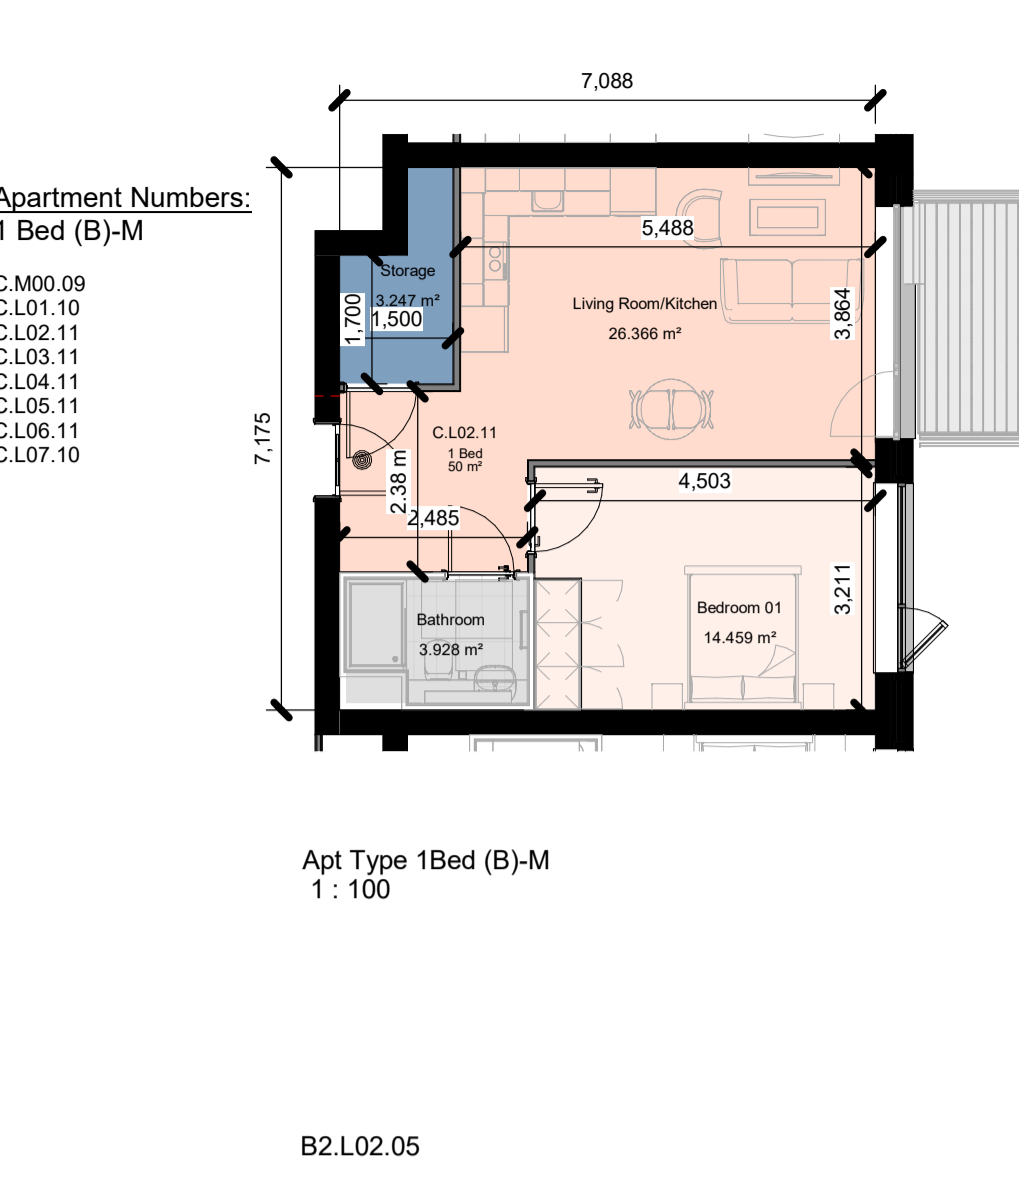 7,088
Apartment Numbers:
1 Bed (B)-M
C.M00.09
C.L01.10
C.L02.11
C.L03.11
C.L04.11
C.L05.11
C.L06.11
C.L07.10
7,175
5,488
Storage
3.247 m²
1,700
1,500
Living Room/Kitchen
26.366 m²
3,864
C.L02.11
1 Bed
50 m²
2.38 m
2,485
4,503
Bathroom
3.928 m²
Bedroom 01
14.459 m²
3,211
Apt Type 1Bed (B)-M
1 : 100
B2.L02.05